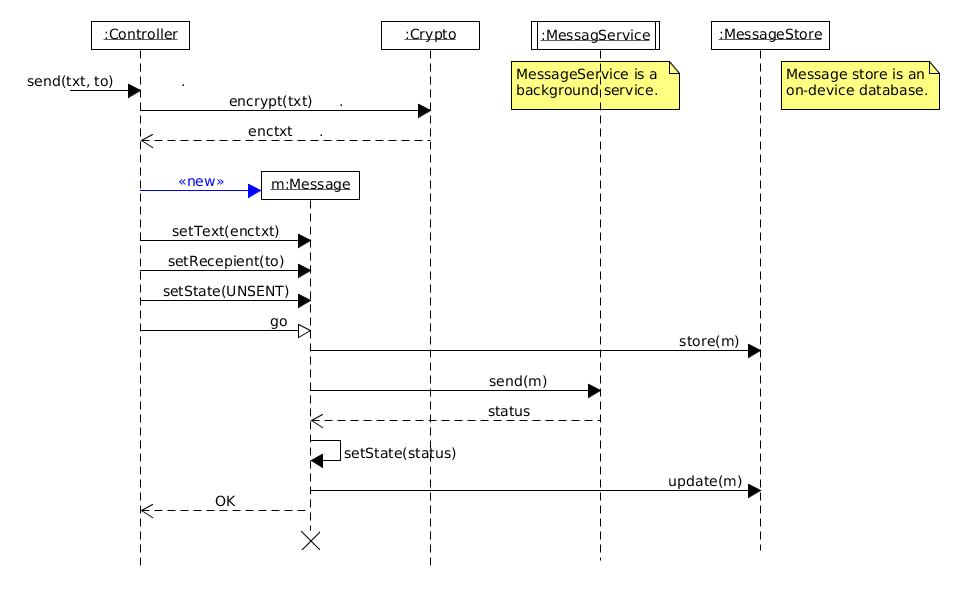 :Controller
:Crypto
:MessagService
:MessageStore
MessageService is a
background service.
Message store is an
on-device database.
send(txt, to)
.
encrypt(txt) .
enctxt .
«new»
m:Message
setText(enctxt)
setRecepient(to)
setState(UNSENT)
go
store(m)
send(m)
status
setState(status)
update(m)
OK